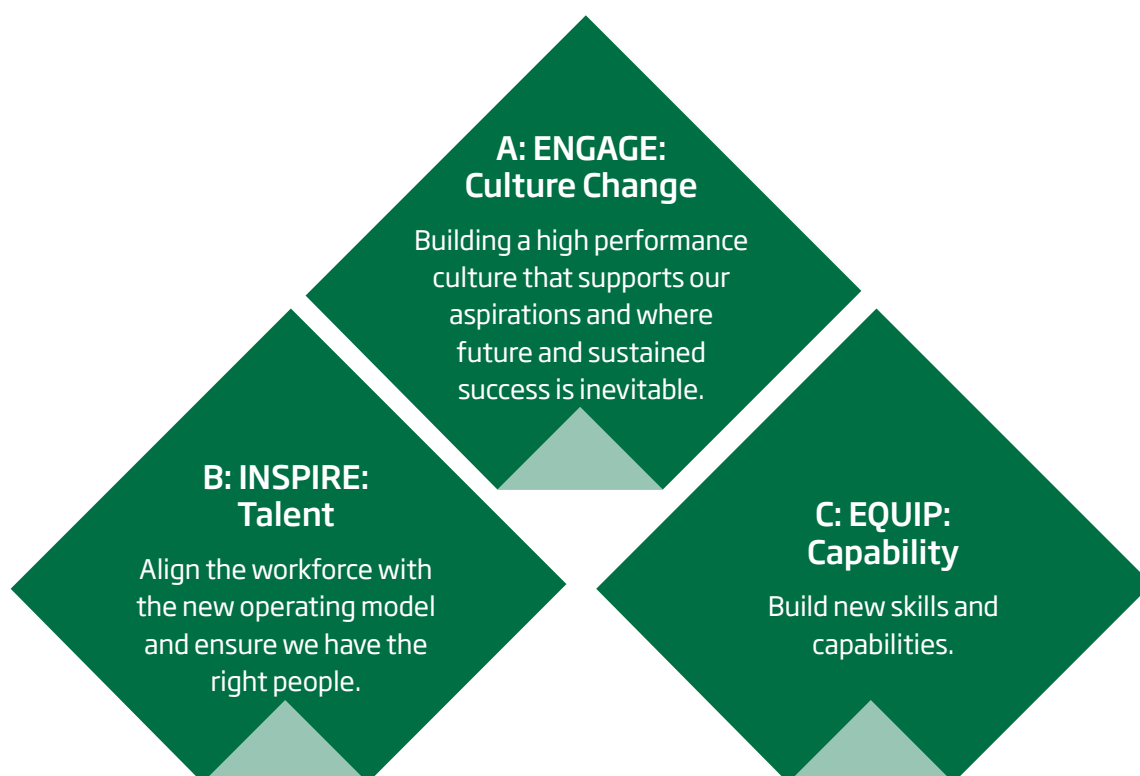 A: ENGAGE:
Culture Change
Building a high performance
culture that supports our
aspirations and where
future and sustained
success is inevitable.
B: INSPIRE:
Talent
Align the workforce with
the new operating model
and ensure we have the
right people.
C: EQUIP:
Capability
Build new skills and
capabilities.